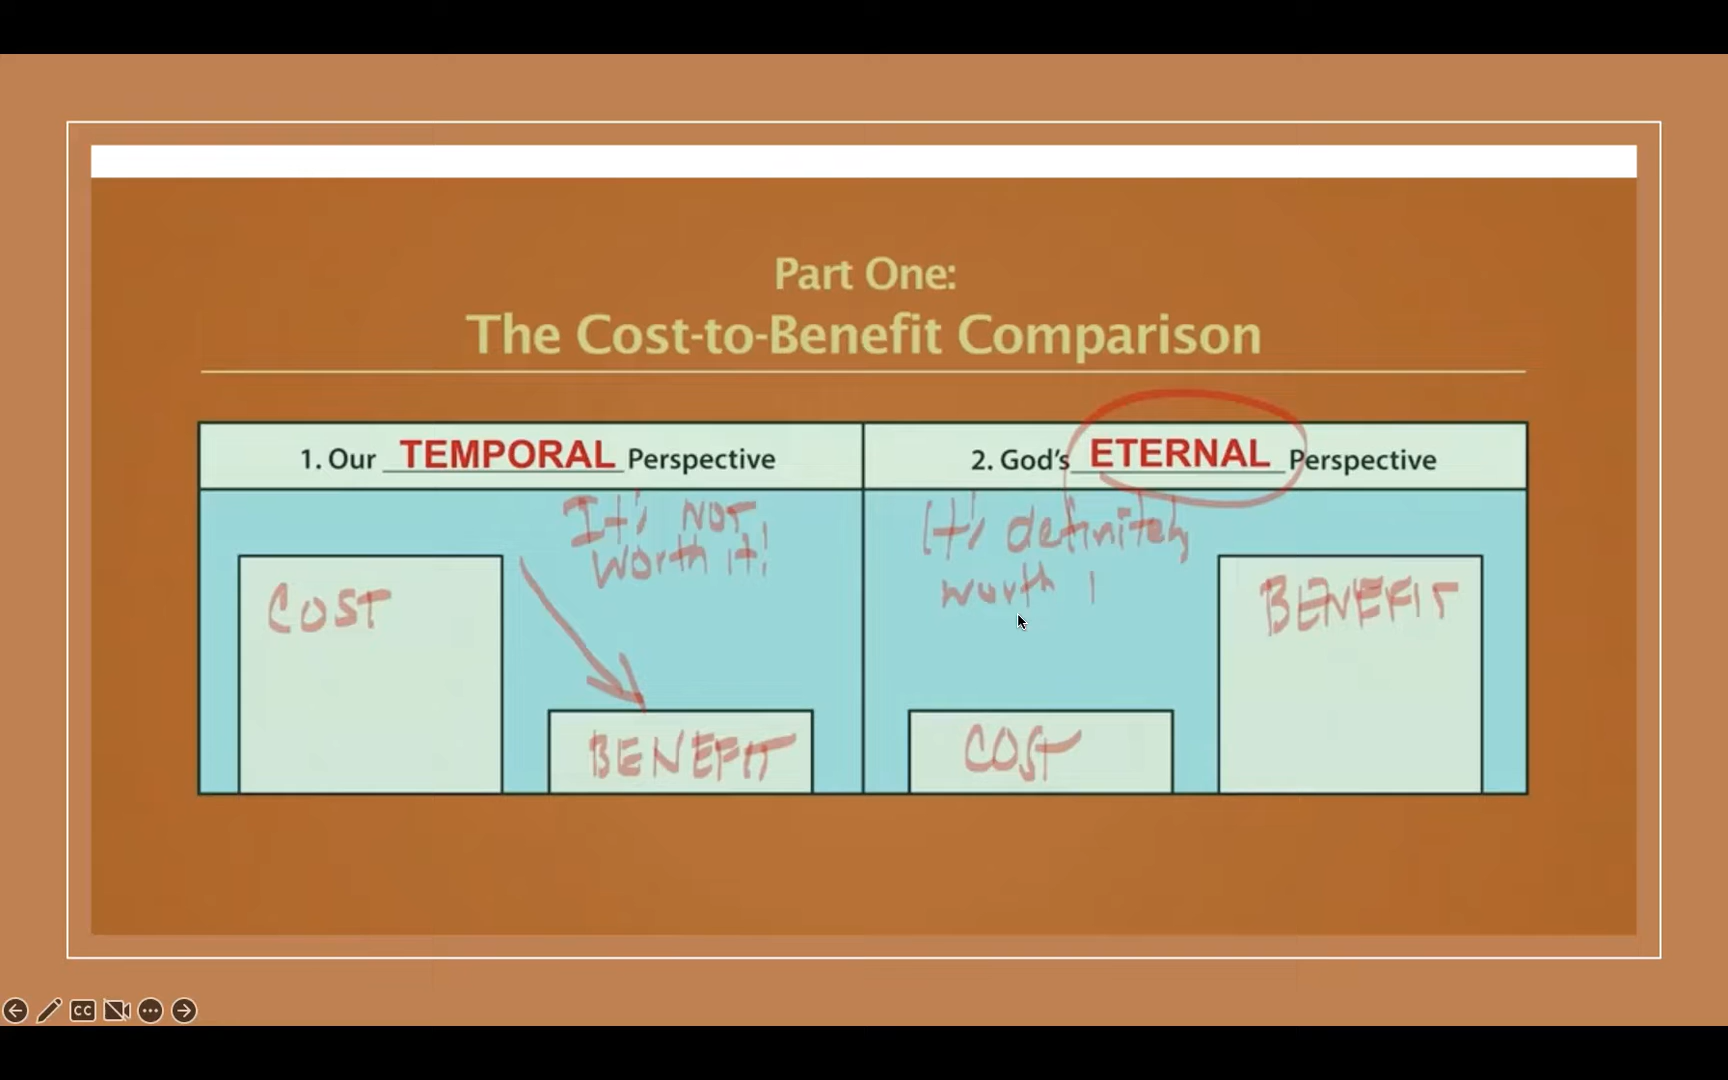 Part One:
The Cost-to-Benefit Comparison
1. Our TEMPORAL Perspective
2. God's ETERNAL Perspective
It's NOT
worth it!
It's definitely
worth I
COST
BENEFIT
BENEFIT
COST
CC